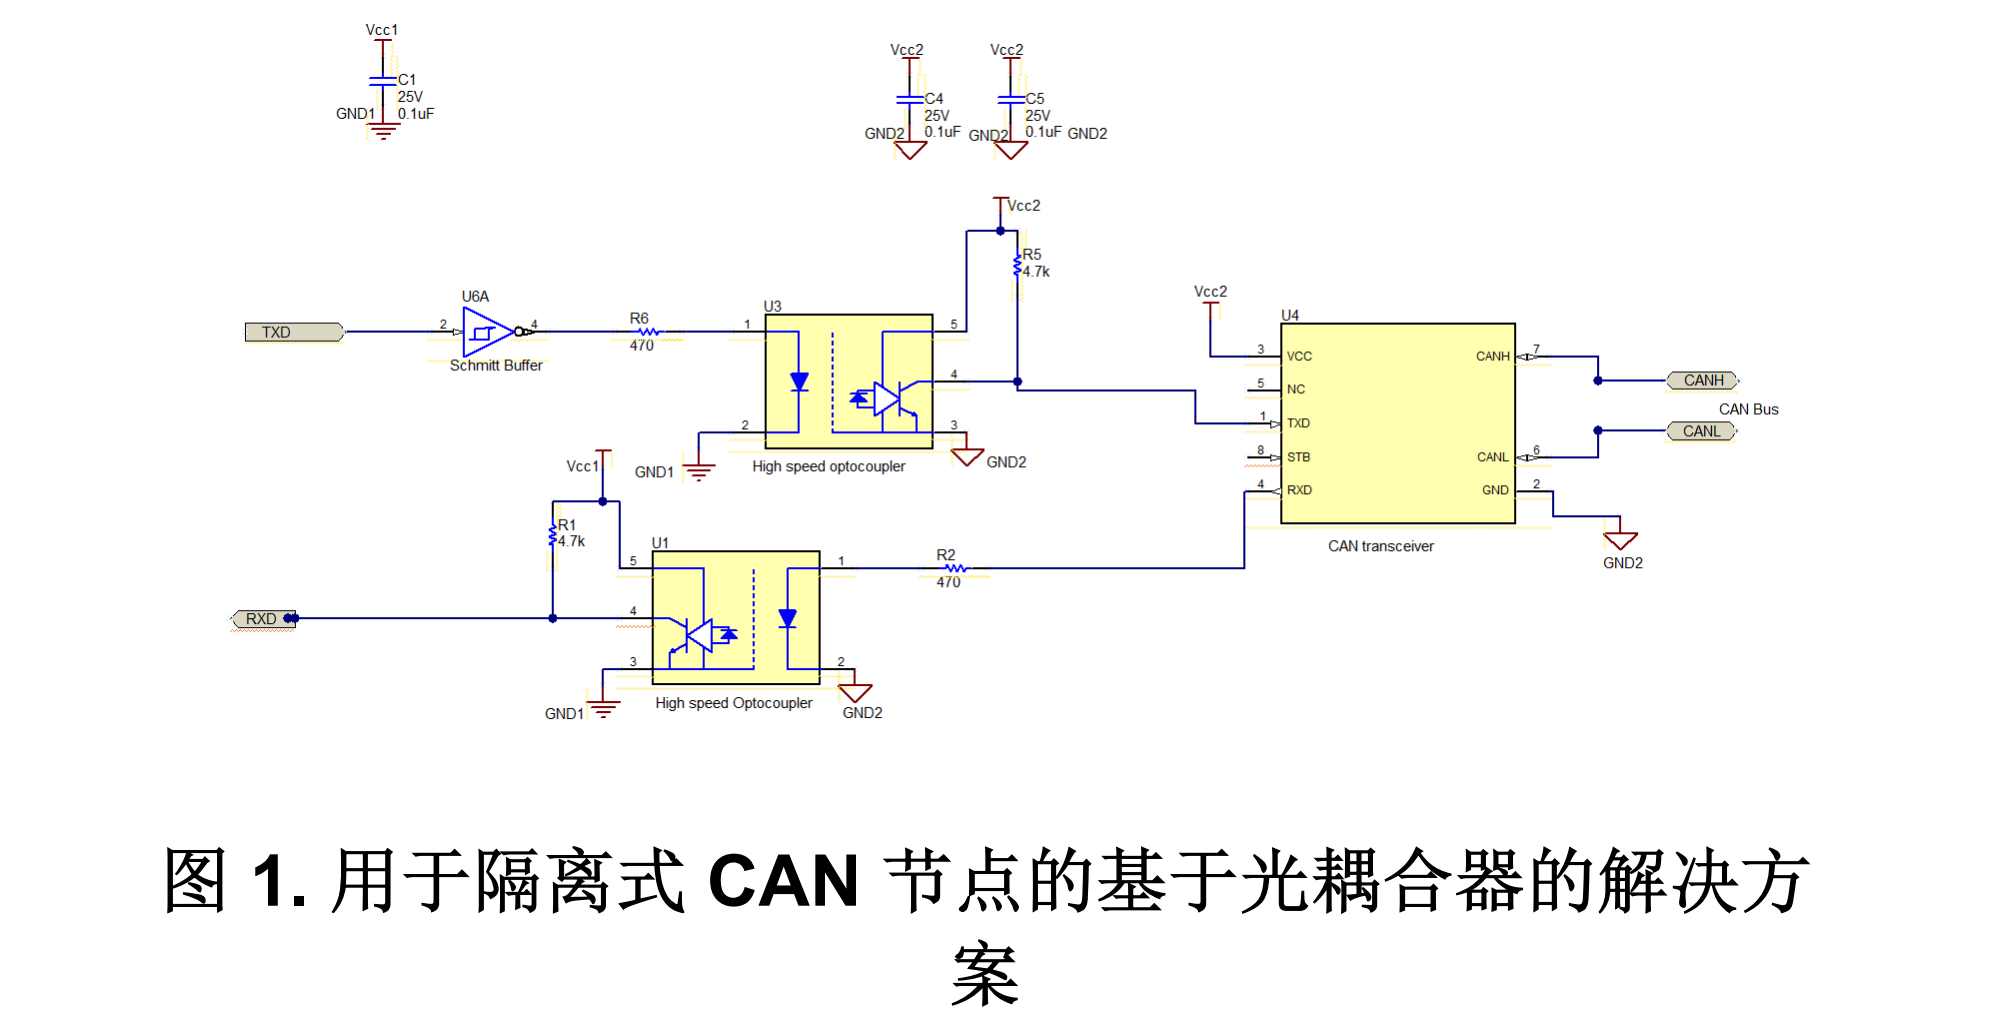 Vcc1
C1
25V
GND1
0.1uF
Vcc2
C4
25V
GND2
0.1uF
Vcc2
C5
25V
GND2
0.1uF
GND2
Vcc2
R5
4.7k
TXD
U6A
2
4
Schmitt Buffer
R6
470
U3
1
2
5
4
3
GND1
GND2
High speed optocoupler
Vcc2
U4
3
VCC
5
NC
1
TXD
8
STB
4
RXD
CANH
7
CANL
6
GND
2
CAN transceiver
CANH
CAN Bus
CANL
GND2
Vcc1
R1
4.7k
RXD
U1
5
4
3
1
2
GND1
GND2
High speed Optocoupler
R2
470
图 1. 用于隔离式 CAN 节点的基于光耦合器的解决方
案